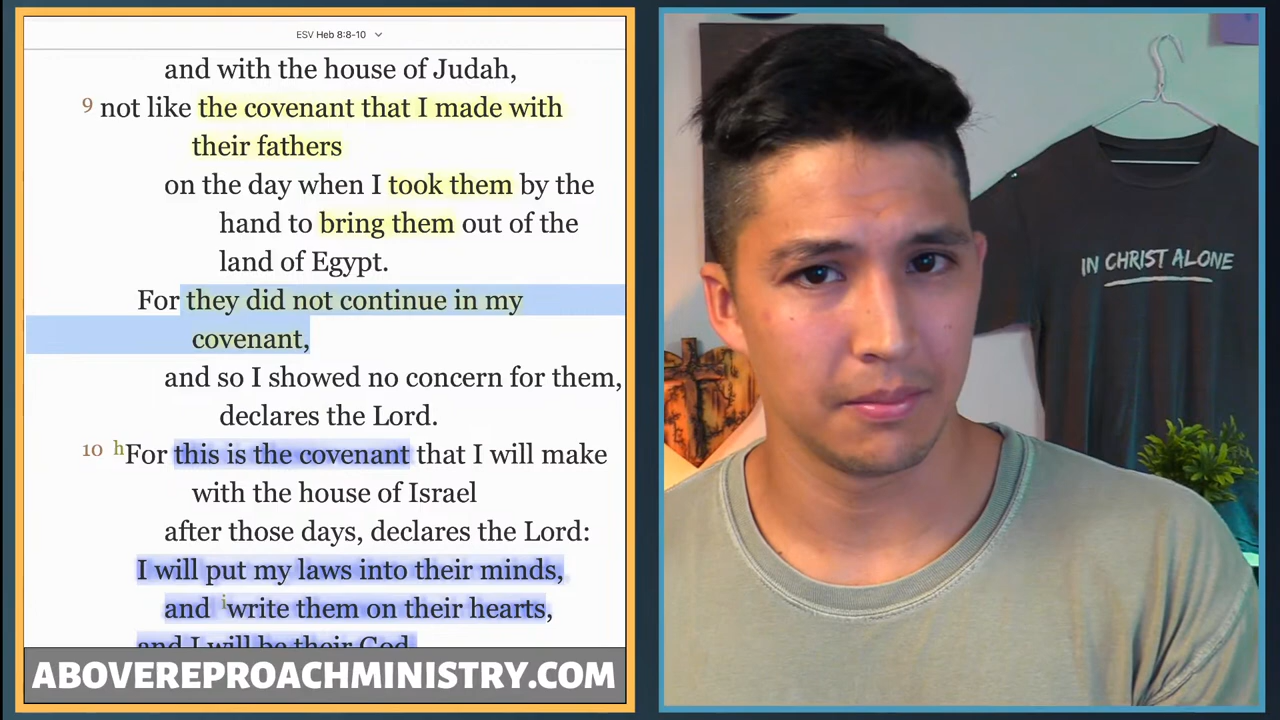 ESV Heb 8:8-10
and with the house of Judah,
9 not like the covenant that I made with
their fathers
on the day when I took them by the
hand to bring them out of the
land of Egypt.
For they did not continue in my
covenant,
and so I showed no concern for them,
declares the Lord.
10 hFor this is the covenant that I will make
with the house of Israel
after those days, declares the Lord:
I will put my laws into their minds,
and iwrite them on their hearts,
and I will be their God,
ABOVEREPROACHMINISTRY.COM
IN CHRIST ALONE